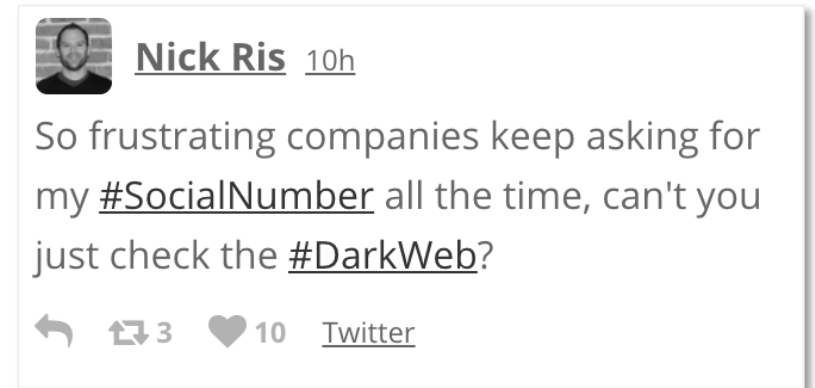 Nick Ris 10h
So frustrating companies keep asking for
my #SocialNumber all the time, can't you
just check the #DarkWeb?
3 10 Twitter